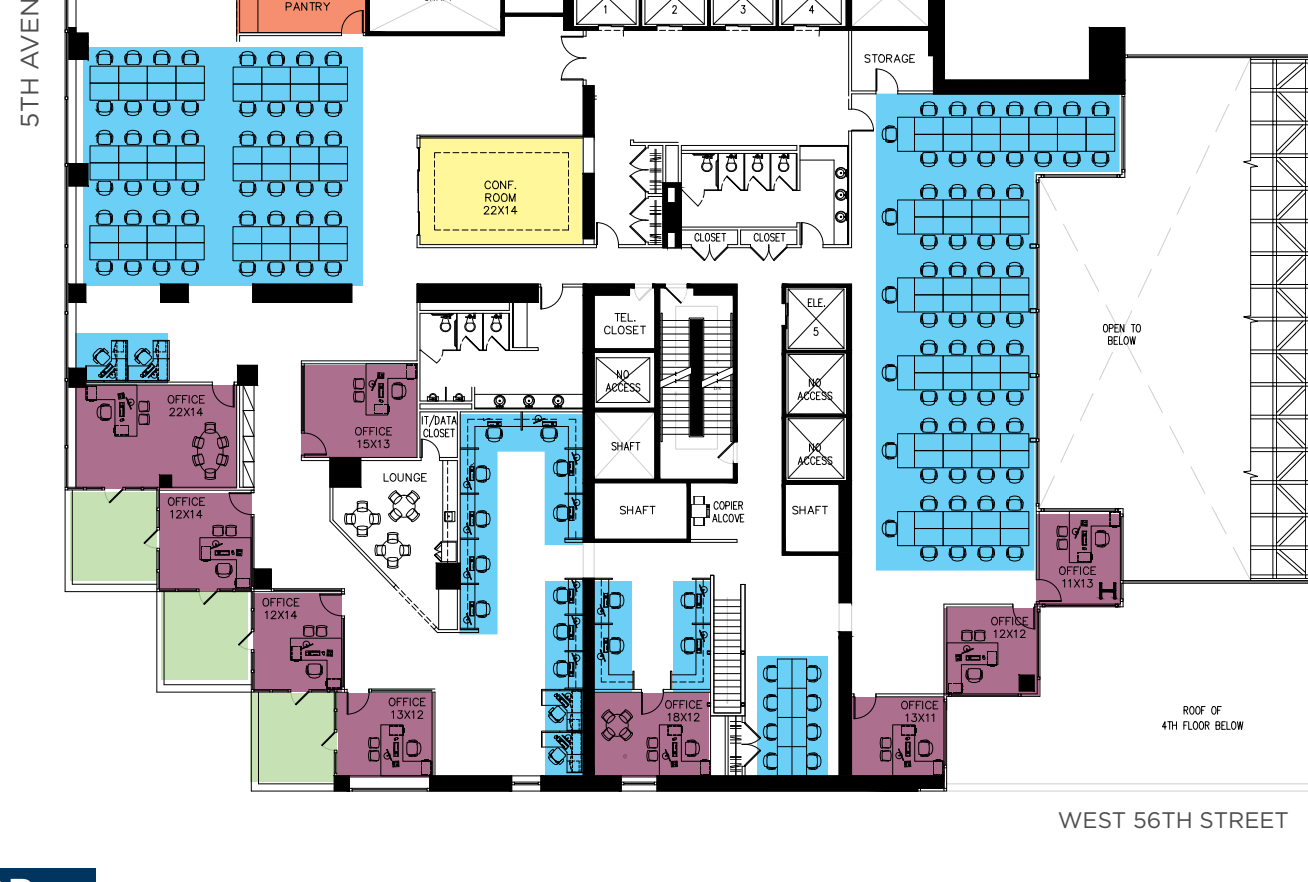 5TH AVEN
PANTRY
1
2
3
4
STORAGE
CONF.
ROOM
22X14
CLOSET
CLOSET
TEL.
CLOSET
ELE.
5
OPEN TO
BELOW
NO
ACCESS
NO
ACCESS
OFFICE
22X14
OFFICE
15X13
IT/DATA
CLOSET
SHAFT
NO
ACCESS
LOUNGE
OFFICE
12X14
SHAFT
COPIER
ALCOVE
SHAFT
OFFICE
11X13
OFFICE
12X14
OFFICE
12X12
OFFICE
13X12
OFFICE
18X12
OFFICE
13X11
ROOF OF
4TH FLOOR BELOW
WEST 56TH STREET